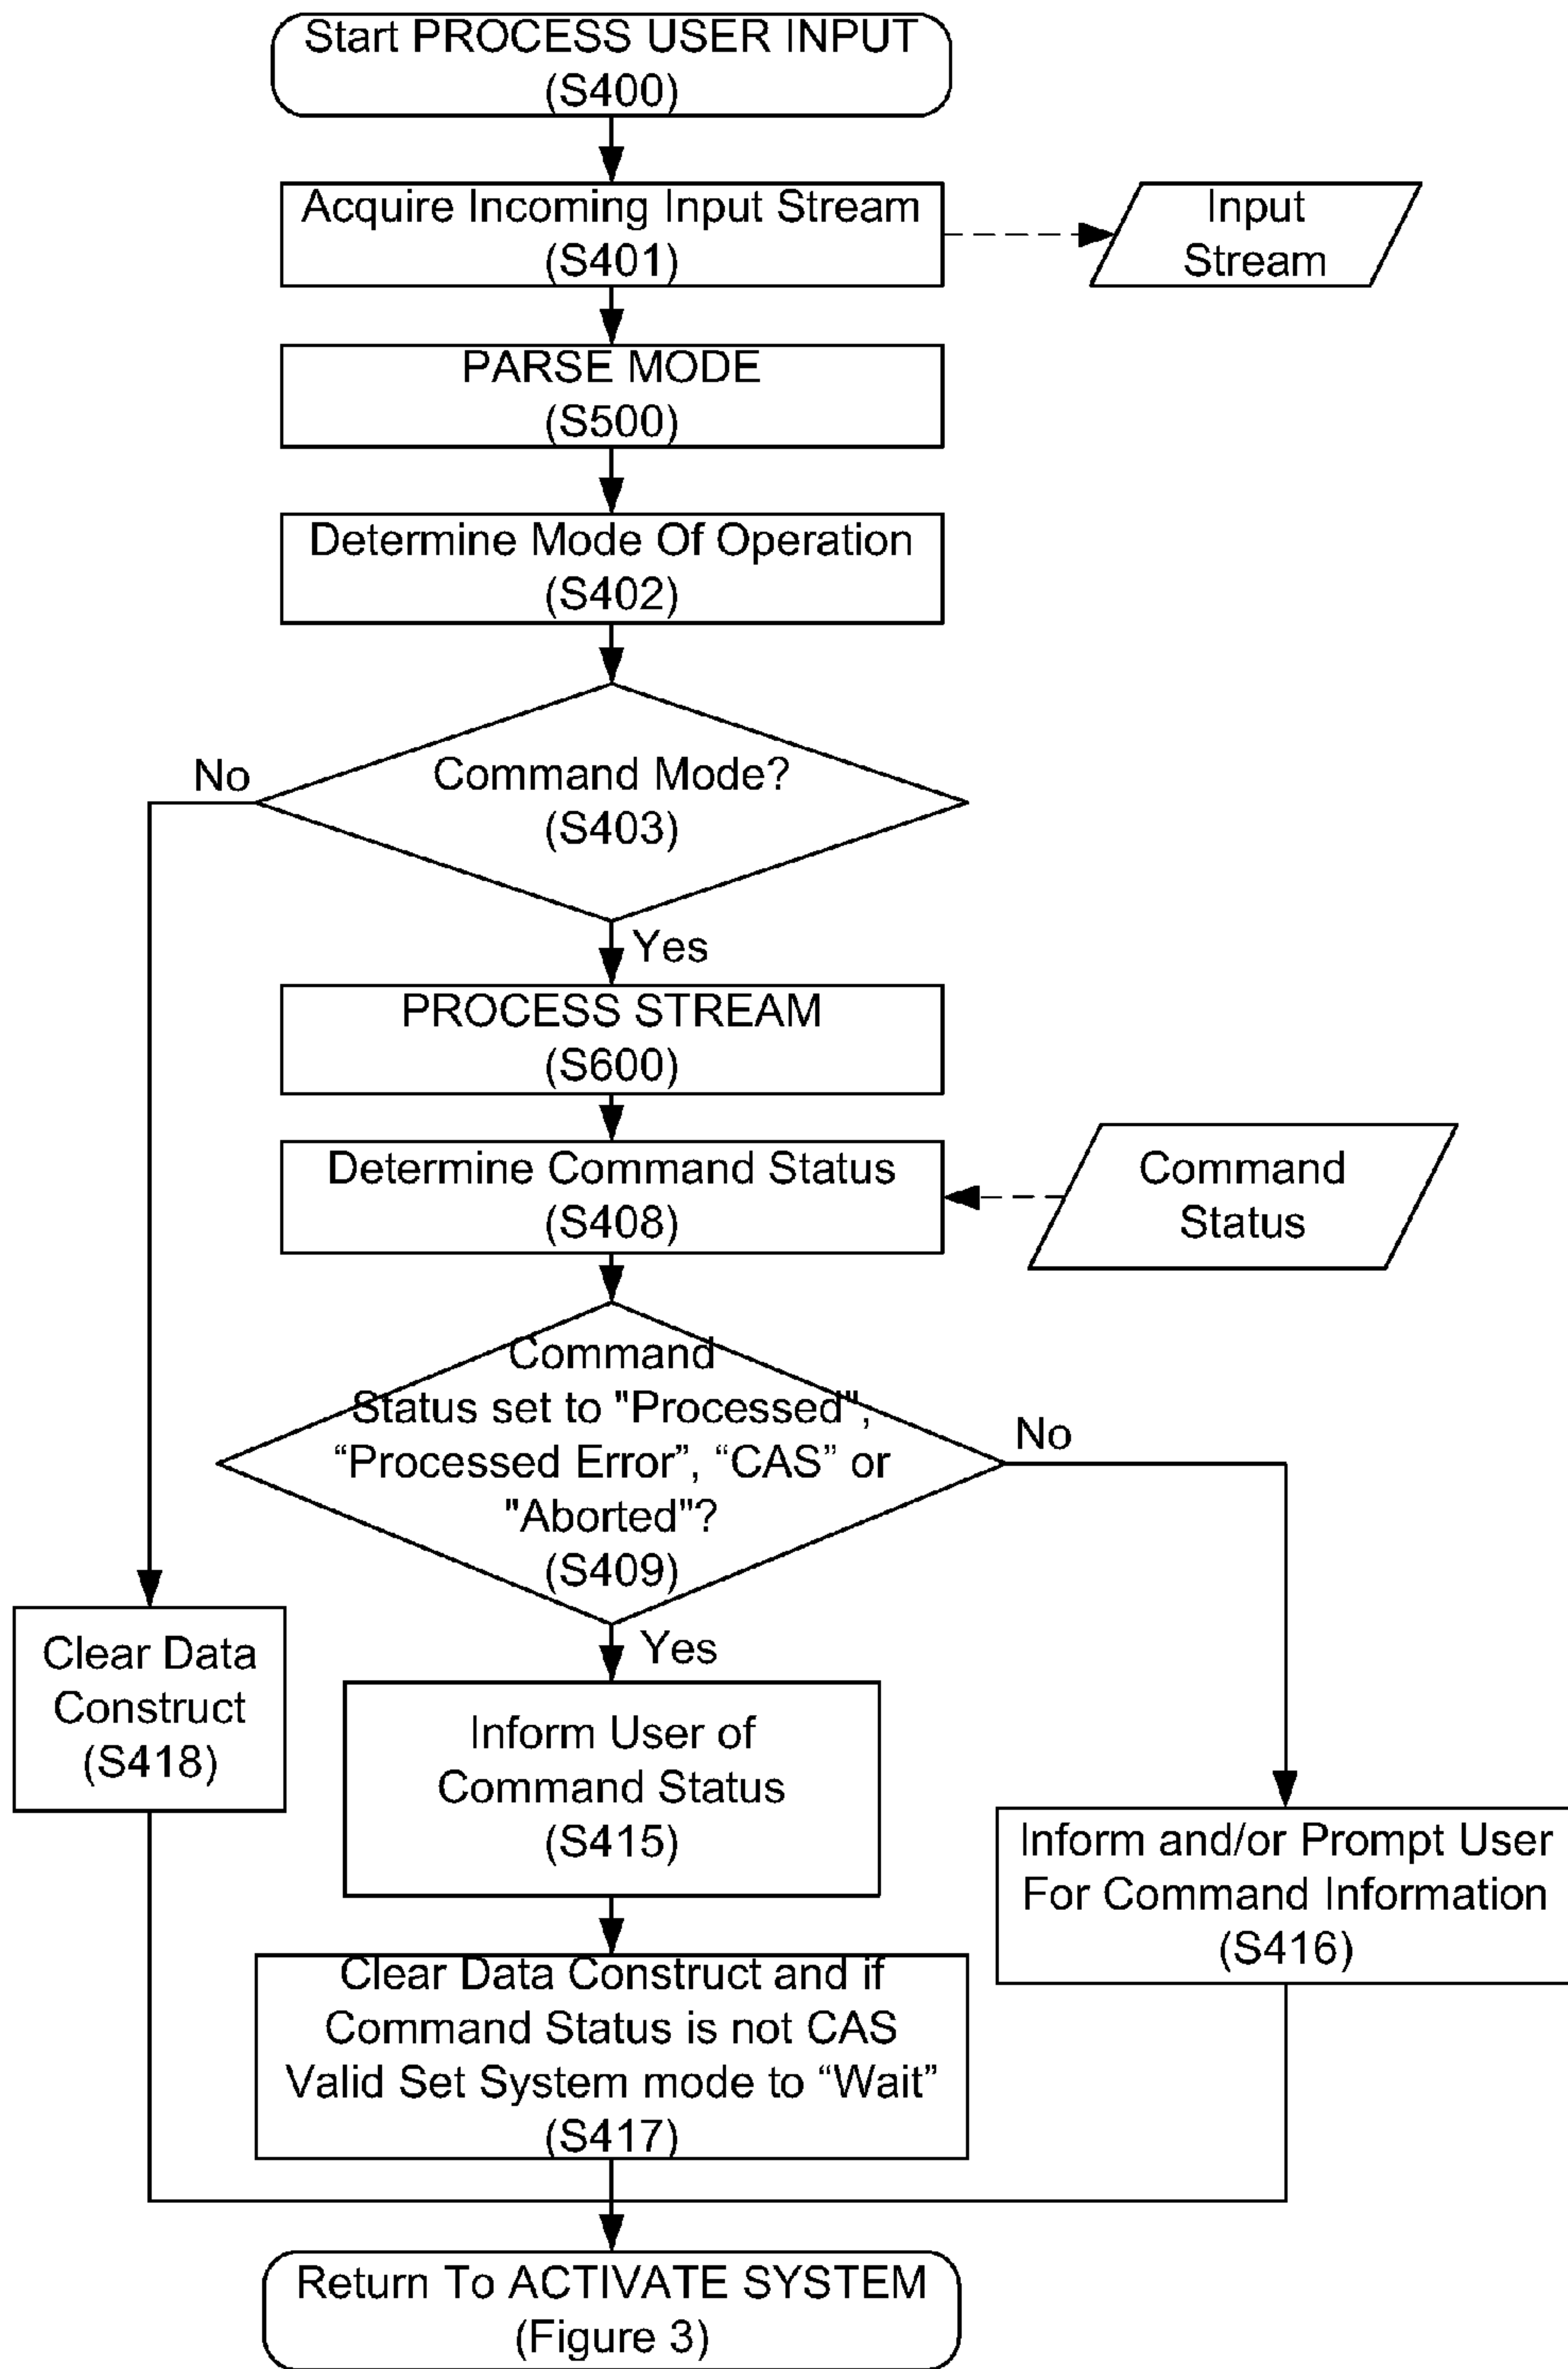 Start PROCESS USER INPUT
(S400)
Acquire Incoming Input Stream
(S401)
Input
Stream
PARSE MODE
(S500)
Determine Mode Of Operation
(S402)
No
Command Mode?
(S403)
Yes
PROCESS STREAM
(S600)
Determine Command Status
(S408)
Command
Status
Command
Status set to "Processed",
“Processed Error”, “CAS” or
"Aborted"?
(S409)
No
Yes
Clear Data
Construct
(S418)
Inform User of
Command Status
(S415)
Inform and/or Prompt User
For Command Information
(S416)
Clear Data Construct and if
Command Status is not CAS
Valid Set System mode to “Wait”
(S417)
Return To ACTIVATE SYSTEM
(Figure 3)